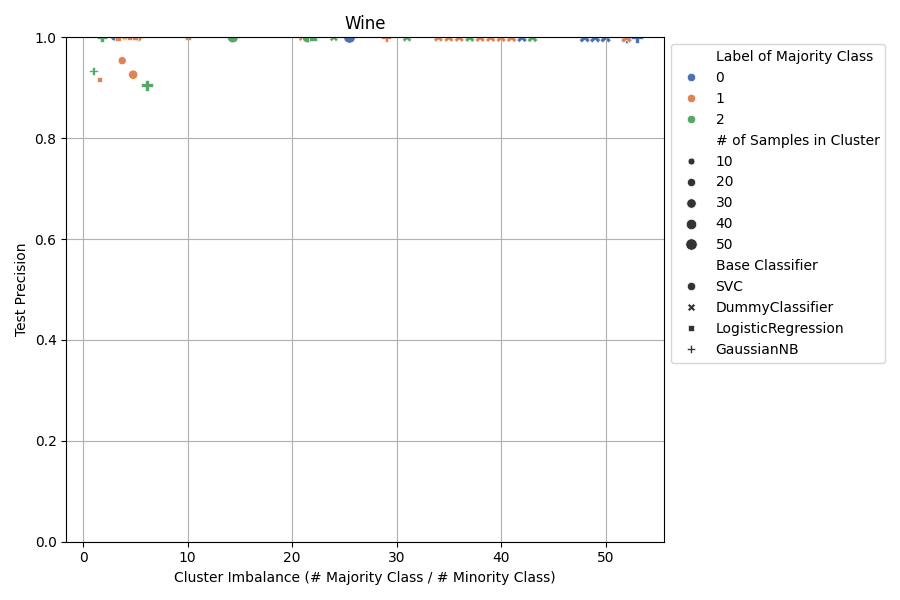 Wine
1.0
0.8
0.6
0.4
0.2
0.0
Test Precision
0
10
20
30
40
50
Cluster Imbalance (# Majority Class / # Minority Class)
Label of Majority Class
0
1
2
# of Samples in Cluster
10
20
30
40
50
Base Classifier
SVC
DummyClassifier
LogisticRegression
GaussianNB